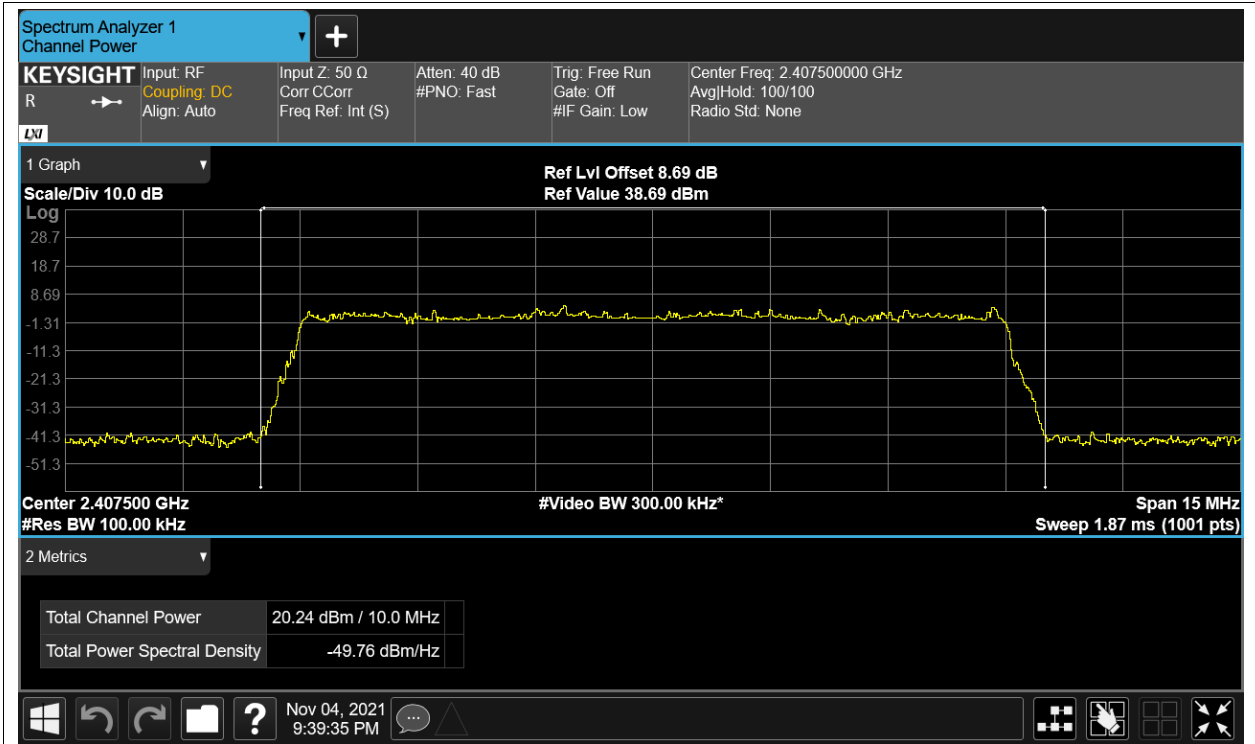 Spectrum Analyzer 1
Channel Power
+
KEYSIGHT
R
LXI
Input: RF
Coupling: DC
Align: Auto
Input Z: 50 Ω
Corr CCorr
Freq Ref: Int (S)
Atten: 40 dB
#PNO: Fast
Trig: Free Run
Gate: Off
#IF Gain: Low
Center Freq: 2.407500000 GHz
Avg|Hold: 100/100
Radio Std: None
1 Graph
Scale/Div 10.0 dB
Ref Lvl Offset 8.69 dB
Ref Value 38.69 dBm
Log
28.7
18.7
8.69
-1.31
-11.3
-21.3
-31.3
-41.3
-51.3
Center 2.407500 GHz
#Res BW 100.00 kHz
#Video BW 300.00 kHz*
Span 15 MHz
Sweep 1.87 ms (1001 pts)
2 Metrics
Total Channel Power 20.24 dBm / 10.0 MHz
Total Power Spectral Density -49.76 dBm/Hz
?
Nov 04, 2021
9:39:35 PM